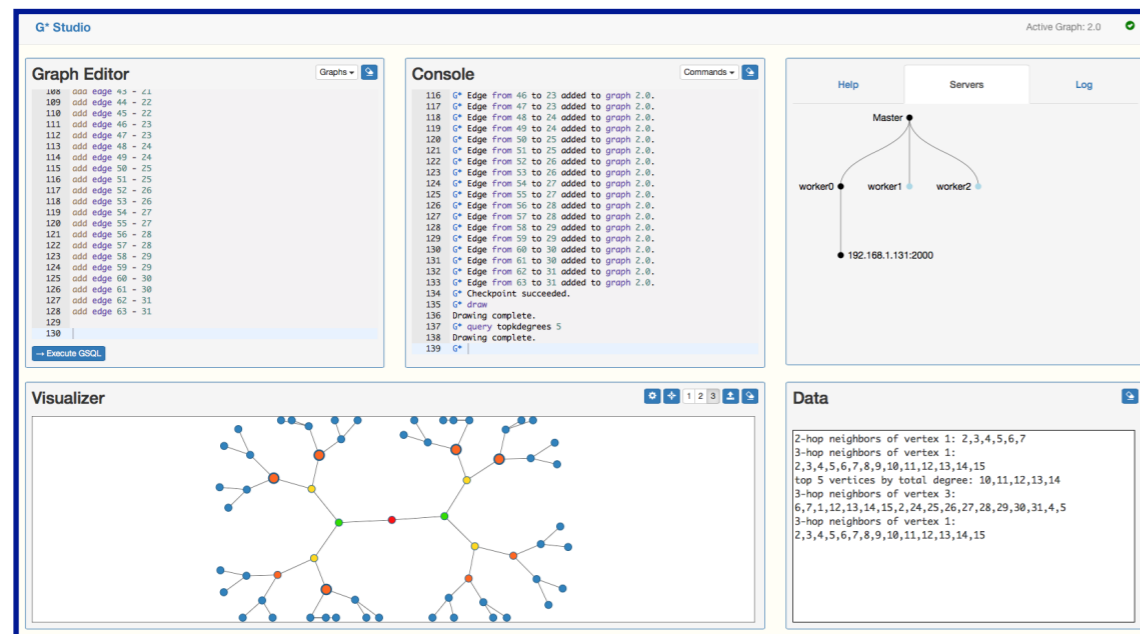 G* Studio
Active Graph: 2.0
Graph Editor
Graphs
108 add edge 43 - 21
109 add edge 44 - 22
110 add edge 45 - 22
111 add edge 46 - 23
112 add edge 47 - 23
113 add edge 48 - 24
114 add edge 49 - 24
115 add edge 50 - 25
116 add edge 51 - 25
117 add edge 52 - 26
118 add edge 53 - 26
119 add edge 54 - 27
120 add edge 55 - 27
121 add edge 56 - 28
122 add edge 57 - 28
123 add edge 58 - 29
124 add edge 59 - 29
125 add edge 60 - 30
126 add edge 61 - 30
127 add edge 62 - 31
128 add edge 63 - 31
129
130
→ Execute GSQL
Console
Commands
116 G* Edge from 46 to 23 added to graph 2.0.
117 G* Edge from 47 to 23 added to graph 2.0.
118 G* Edge from 48 to 24 added to graph 2.0.
119 G* Edge from 49 to 24 added to graph 2.0.
120 G* Edge from 50 to 25 added to graph 2.0.
121 G* Edge from 51 to 25 added to graph 2.0.
122 G* Edge from 52 to 26 added to graph 2.0.
123 G* Edge from 53 to 26 added to graph 2.0.
124 G* Edge from 54 to 27 added to graph 2.0.
125 G* Edge from 55 to 27 added to graph 2.0.
126 G* Edge from 56 to 28 added to graph 2.0.
127 G* Edge from 57 to 28 added to graph 2.0.
128 G* Edge from 58 to 29 added to graph 2.0.
129 G* Edge from 59 to 29 added to graph 2.0.
130 G* Edge from 60 to 30 added to graph 2.0.
131 G* Edge from 61 to 30 added to graph 2.0.
132 G* Edge from 62 to 31 added to graph 2.0.
133 G* Edge from 63 to 31 added to graph 2.0.
134 G* Checkpoint succeeded.
135 G* draw
136 Drawing complete.
137 G* query topkdegrees 5
138 Drawing complete.
139 G*
Help
Servers
Log
Master
worker0
worker1
worker2
192.168.1.131:2000
Visualizer
1 2 3
Data
2-hop neighbors of vertex 1: 2,3,4,5,6,7
3-hop neighbors of vertex 1:
2,3,4,5,6,7,8,9,10,11,12,13,14,15
top 5 vertices by total degree: 10,11,12,13,14
3-hop neighbors of vertex 3:
6,7,1,12,13,14,15,2,24,25,26,27,28,29,30,31,4,5
3-hop neighbors of vertex 1:
2,3,4,5,6,7,8,9,10,11,12,13,14,15